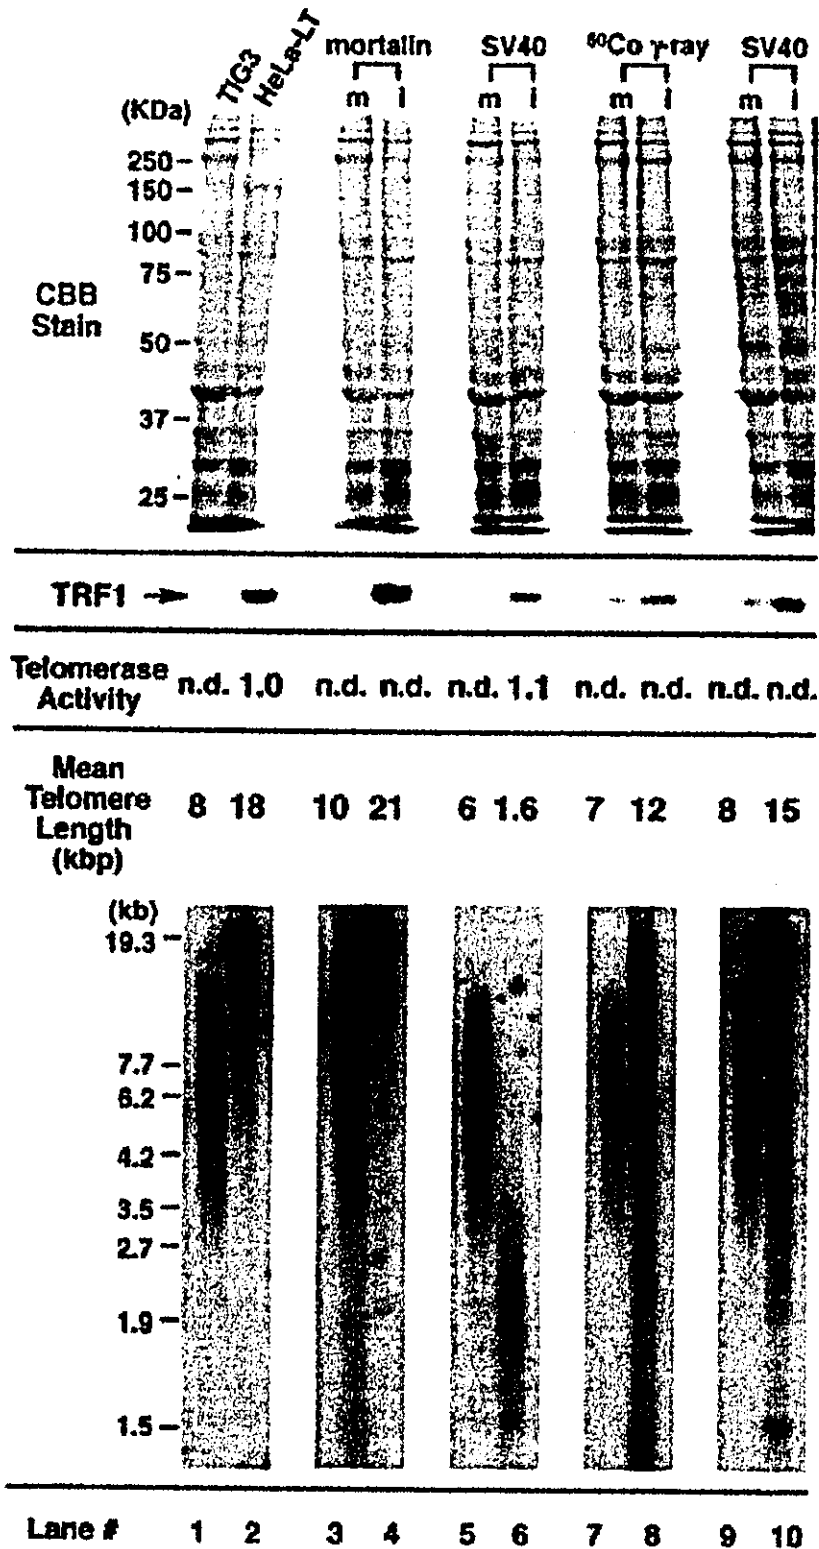 TIG3 HeLa-LT
mortalin SV40 ⁶⁰Co γ-ray SV40
m i m i m i m i
(KDa)
250
150
100
75
CBB
Stain
50
37
25
TRF1
Telomerase
Activity
n.d. 1.0 n.d. n.d. n.d. 1.1 n.d. n.d. n.d. n.d.
Mean
Telomere
Length
(kbp)
8 18 10 21 6 1.6 7 12 8 15
(kb)
19.3
7.7
6.2
4.2
3.5
2.7
1.9
1.5
Lane # 1 2 3 4 5 6 7 8 9 10